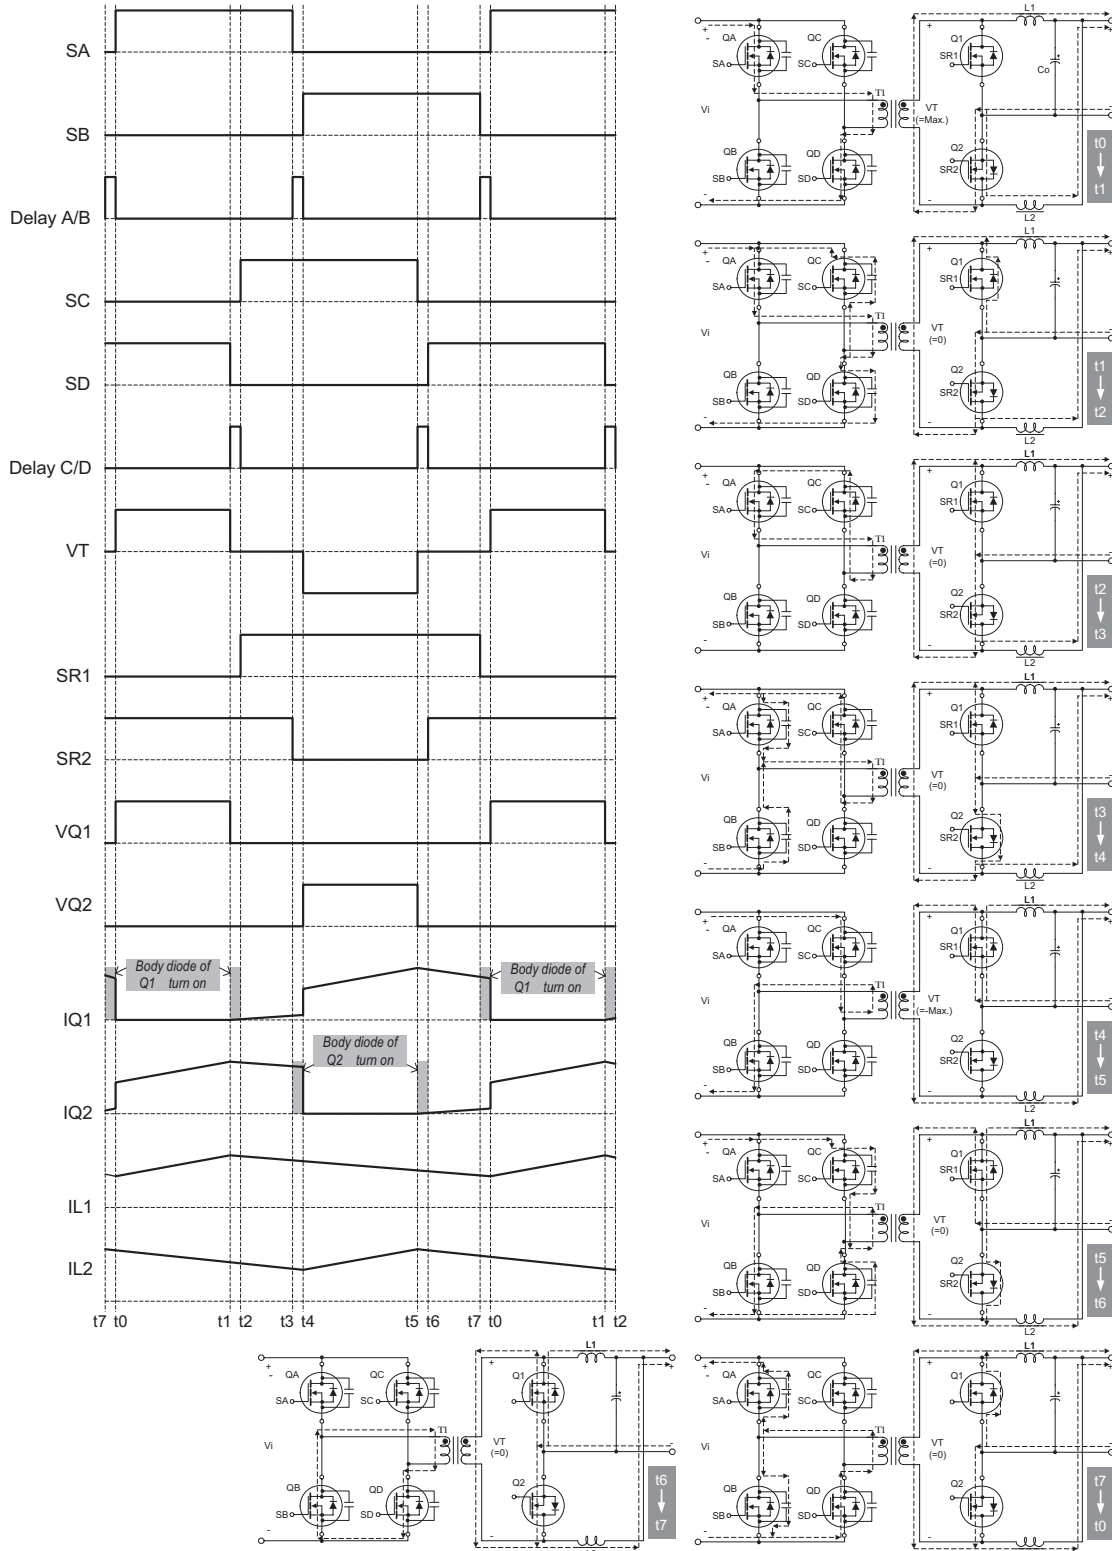 SA
SB
Delay A/B
SC
SD
Delay C/D
VT
SR1
SR2
VQ1
VQ2
Body diode of
Q1 turn on
Body diode of
Q1 turn on
IQ1
Body diode of
Q2 turn on
IQ2
IL1
IL2
t7 t0 t1 t2 t3 t4 t5 t6 t7 t0 t1 t2
L1
+
-
QA
QC
Q1
SA
SC
SR1
Co
T1
Vi
VT
(=Max.)
QB
QD
Q2
SB
SD
SR2
L2
t0
t1
L1
+
-
QA
QC
Q1
SA
SC
SR1
T1
Vi
VT
(=0)
QB
QD
Q2
SB
SD
SR2
L2
t1
t2
L1
+
-
QA
QC
Q1
SA
SC
SR1
T1
Vi
VT
(=0)
QB
QD
Q2
SB
SD
SR2
L2
t2
t3
L1
+
-
QA
QC
Q1
SA
SC
SR1
T1
Vi
VT
(=0)
QB
QD
Q2
SB
SD
SR2
L2
t3
t4
L1
+
-
QA
QC
Q1
SA
SC
SR1
T1
Vi
VT
(=-Max.)
QB
QD
Q2
SB
SD
SR2
L2
t4
t5
L1
+
-
QA
QC
Q1
SA
SC
SR1
T1
Vi
VT
(=0)
QB
QD
Q2
SB
SD
SR2
L2
t5
t6
L1
+
-
QA
QC
Q1
SA
SC
T1
Vi
VT
(=0)
QB
QD
Q2
SB
SD
t6
t7
L1
+
-
QA
QC
Q1
SA
SC
T1
Vi
VT
(=0)
QB
QD
Q2
SB
SD
t7
t0